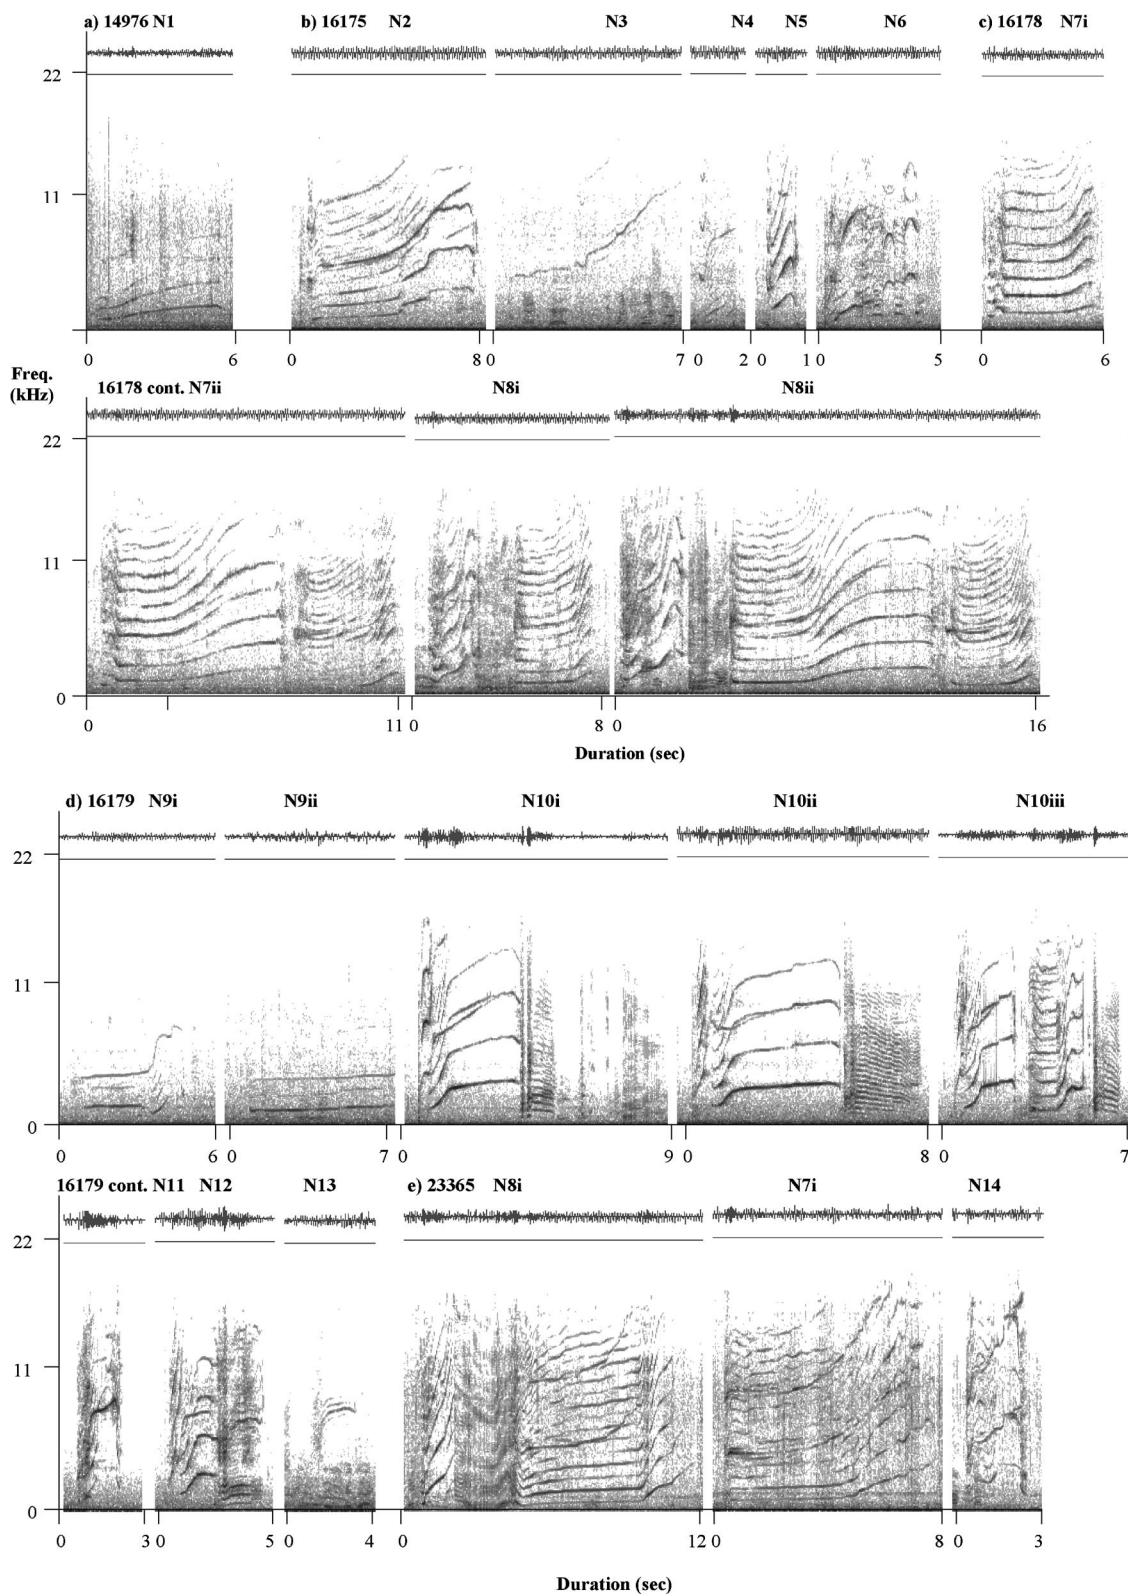 a) 14976 N1 b) 16175 N2 N3 N4 N5 N6 c) 16178 N7i
22
11
0 6 0 8 0 7 0 2 0 1 0 5 0 6
Freq.
(kHz)
16178 cont. N7ii N8i N8ii
22
11
0
0 11 0 8 0 16
Duration (sec)
d) 16179 N9i N9ii N10i N10ii N10iii
22
11
0
0 6 0 7 0 9 0 8 0 7
16179 cont. N11 N12 N13 e) 23365 N8i N7i N14
22
11
0
0 3 0 5 0 4 0 12 0 8 0 3
Duration (sec)